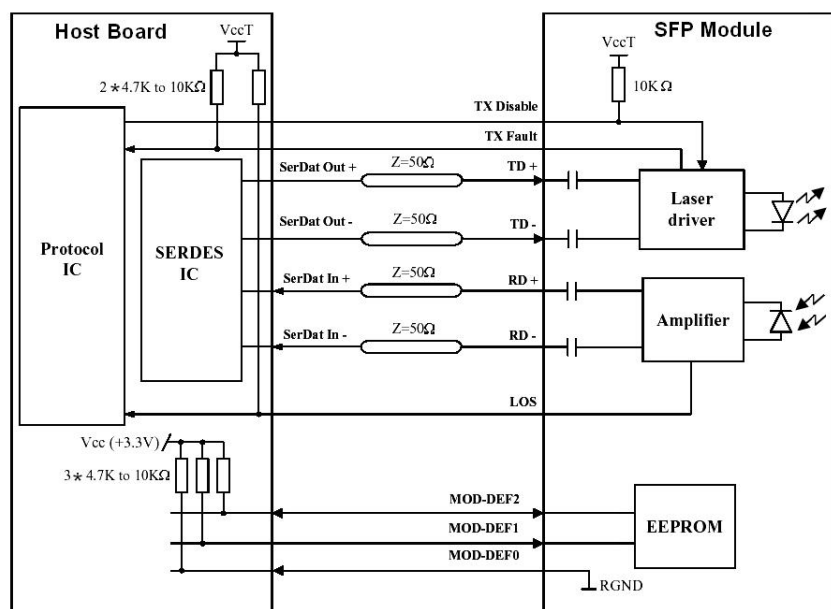 Host Board
SFP Module
VccT
VccT
2*4.7K to 10KΩ
10KΩ
TX Disable
TX Fault
SerDat Out +
Z=50Ω
TD +
SerDat Out -
Z=50Ω
TD -
Laser
driver
Protocol
IC
SERDES
IC
SerDat In +
Z=50Ω
RD +
SerDat In -
Z=50Ω
RD -
Amplifier
LOS
Vcc (+3.3V)
3*4.7K to 10KΩ
MOD-DEF2
MOD-DEF1
MOD-DEF0
EEPROM
RGND